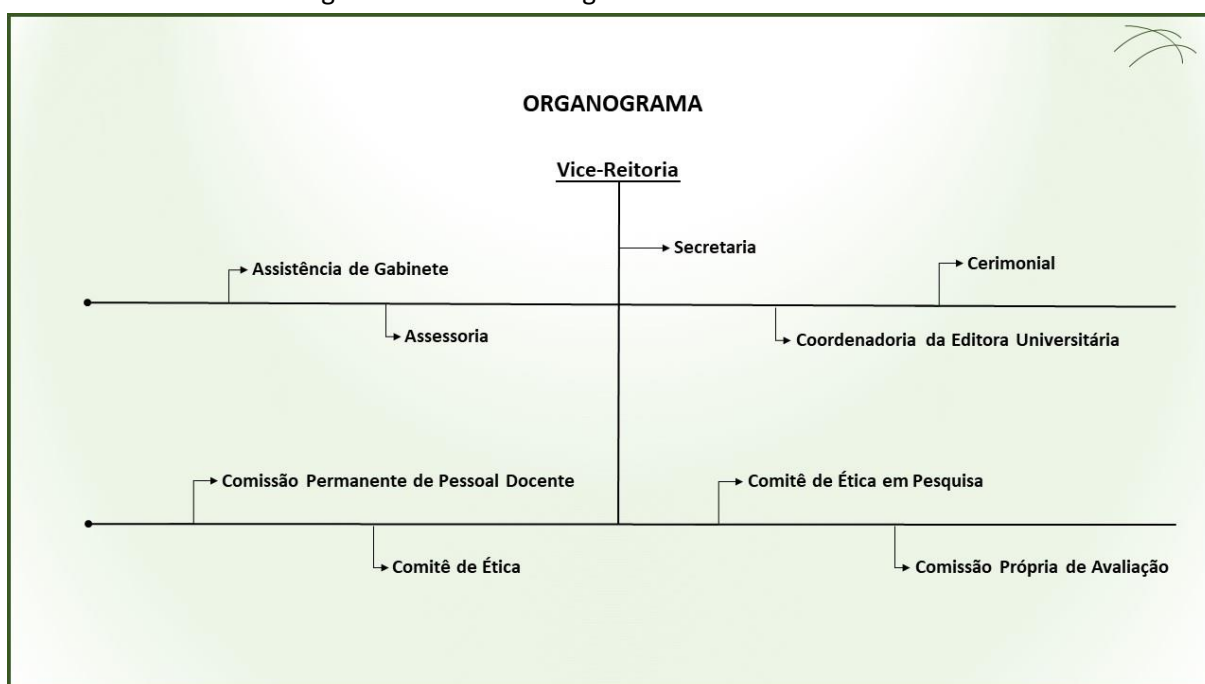 ORGANOGRAMA
Vice-Reitoria
Secretaria
Assistência de Gabinete
Cerimonial
Assessoria
Coordenadoria da Editora Universitária
Comissão Permanente de Pessoal Docente
Comitê de Ética em Pesquisa
Comitê de Ética
Comissão Própria de Avaliação